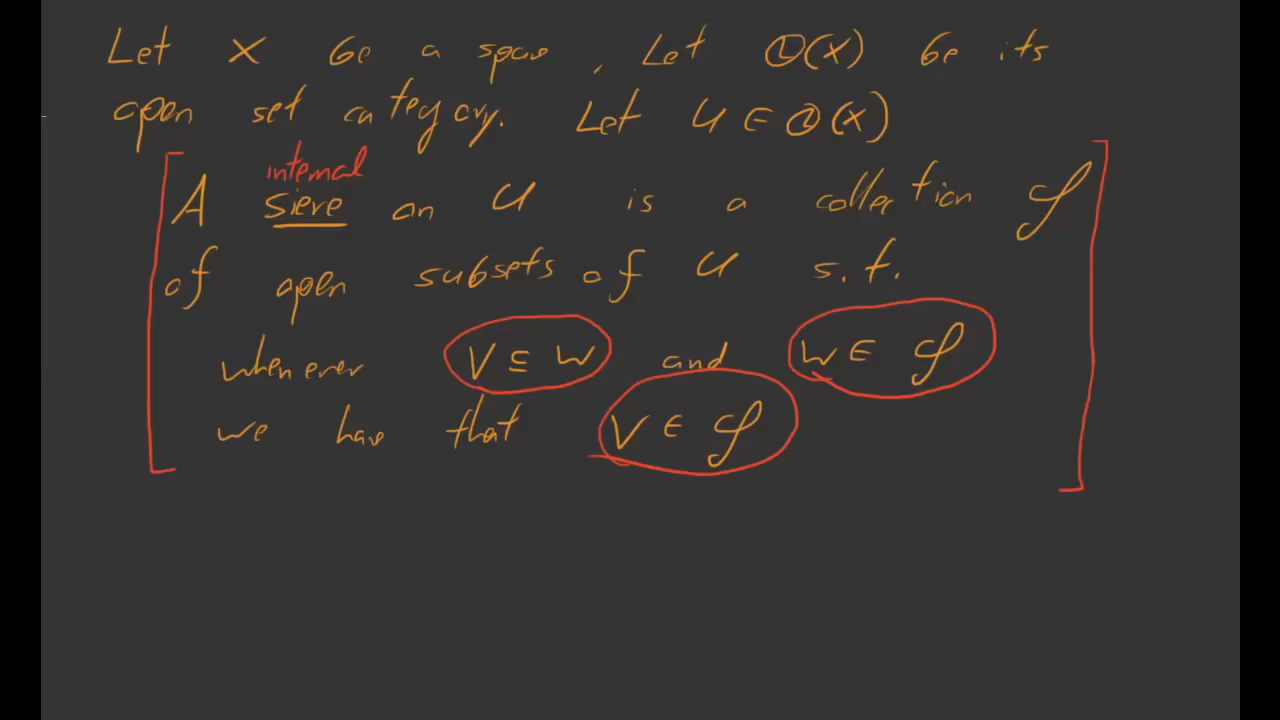 Let X be a space, Let O(X) be its
open set category. Let U ∈ O(X)
internal
A sieve on U is a collection 𝒮
of open subsets of U s.t.
whenever V ⊆ W and W ∈ 𝒮
we have that V ∈ 𝒮